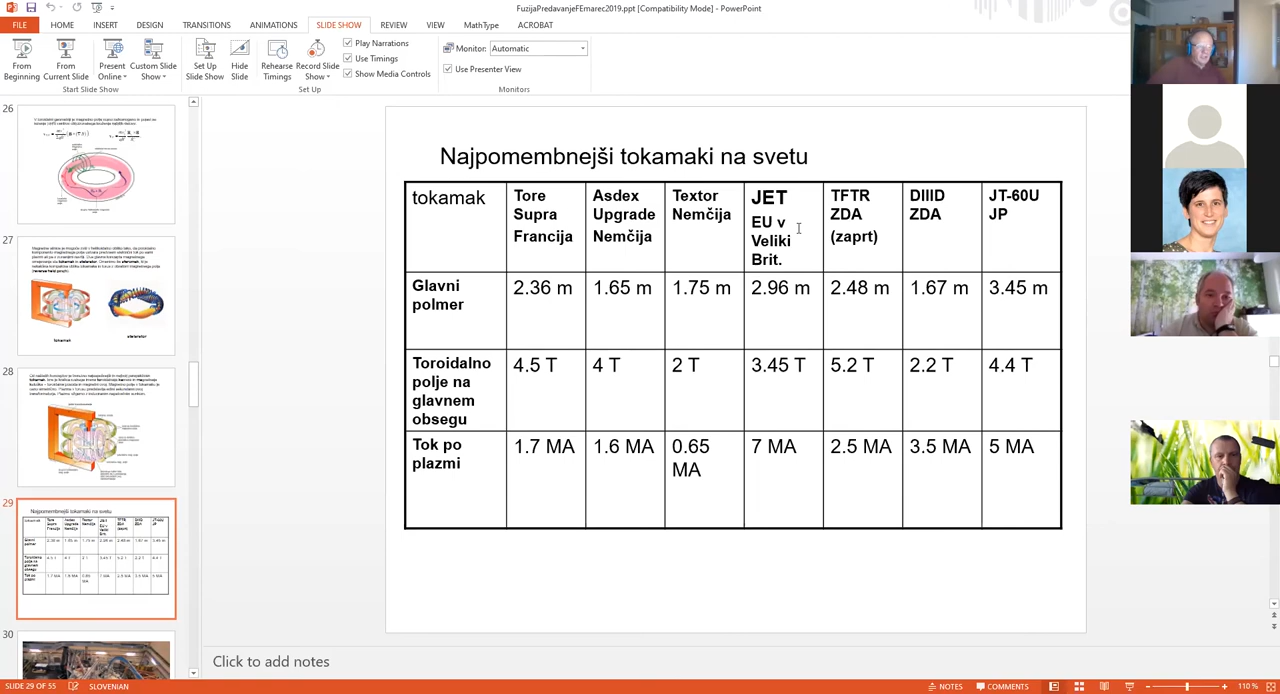 FuzijaPredavanjeFEmarec2019.ppt [Compatibility Mode] - PowerPoint
FILE HOME INSERT DESIGN TRANSITIONS ANIMATIONS SLIDE SHOW REVIEW VIEW MathType ACROBAT
From Beginning
From Current Slide
Present Online
Custom Slide Show
Start Slide Show
Set Up Slide Show
Hide Slide
Rehearse Timings
Record Slide Show
Play Narrations
Use Timings
Show Media Controls
Set Up
Monitor: Automatic
Use Presenter View
Monitors
26
27
tokamak
stelarator
28
29
Najpomembnejši tokamaki na svetu
30
Najpomembnejši tokamaki na svetu
tokamak
Tore Supra Francija
Asdex Upgrade Nemčija
Textor Nemčija
JET EU v Veliki Brit.
TFTR ZDA (zaprt)
DIIID ZDA
JT-60U JP
Glavni polmer
2.36 m 1.65 m 1.75 m 2.96 m 2.48 m 1.67 m 3.45 m
Toroidalno polje na glavnem obsegu
4.5 T 4 T 2 T 3.45 T 5.2 T 2.2 T 4.4 T
Tok po plazmi
1.7 MA 1.6 MA 0.65 MA 7 MA 2.5 MA 3.5 MA 5 MA
Click to add notes
SLIDE 29 OF 55 SLOVENIAN NOTES COMMENTS 110 %